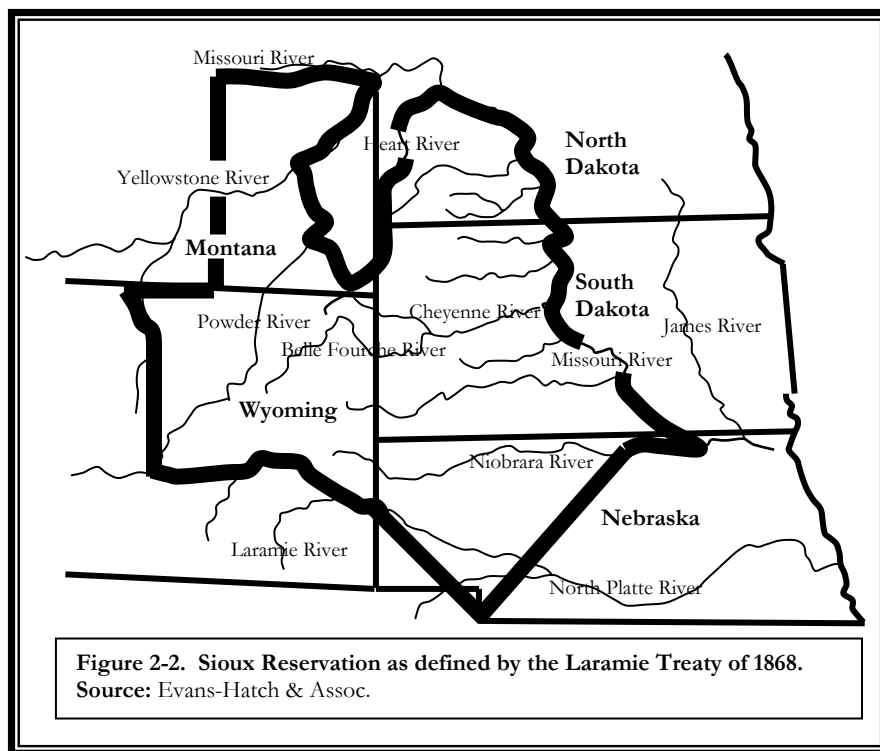 Missouri River
Heart River
North
Dakota
Yellowstone River
Montana
South
Dakota
Cheyenne River
Powder River
James River
Belle Fourche River
Missouri River
Wyoming
Niobrara River
Nebraska
Laramie River
North Platte River
Figure 2-2. Sioux Reservation as defined by the Laramie Treaty of 1868.
Source: Evans-Hatch & Assoc.